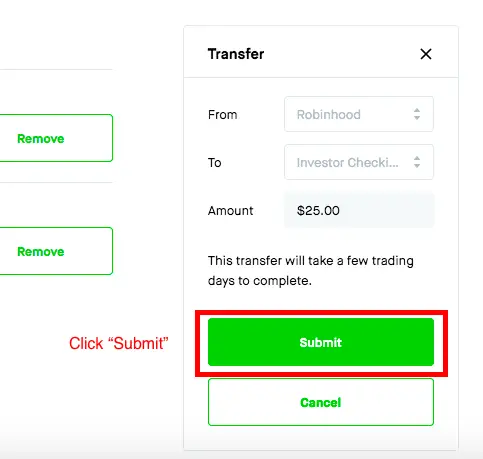 Transfer
From
Robinhood
Remove
To
Investor Checki...
Amount
$25.00
Remove
This transfer will take a few trading
days to complete.
Click “Submit”
Submit
Cancel